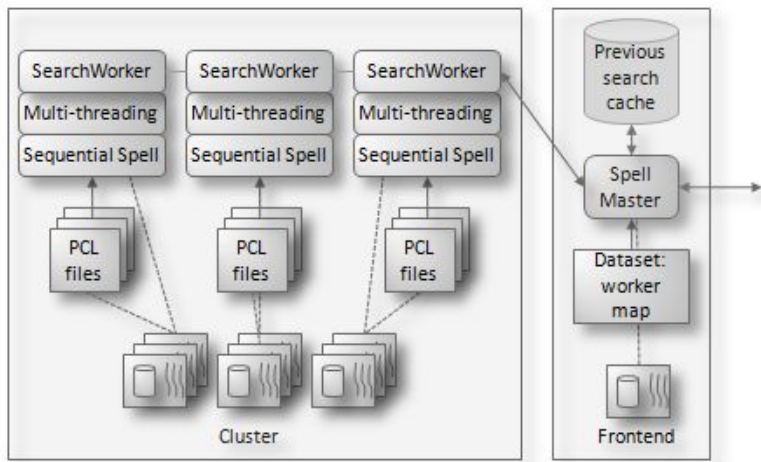 SearchWorker
Multi-threading
Sequential Spell
PCL
files
SearchWorker
Multi-threading
Sequential Spell
PCL
files
SearchWorker
Multi-threading
Sequential Spell
PCL
files
Cluster
Previous
search
cache
Spell
Master
Dataset:
worker
map
Frontend